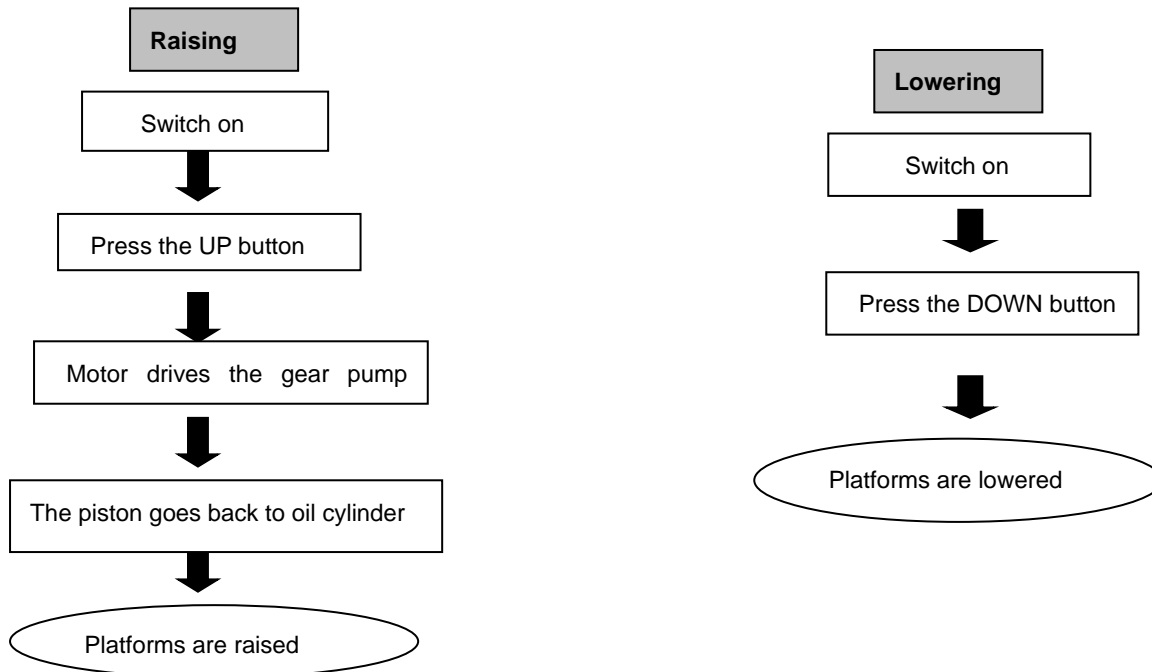 Raising
Switch on
Press the UP button
Motor drives the gear pump
The piston goes back to oil cylinder
Platforms are raised
Lowering
Switch on
Press the DOWN button
Platforms are lowered